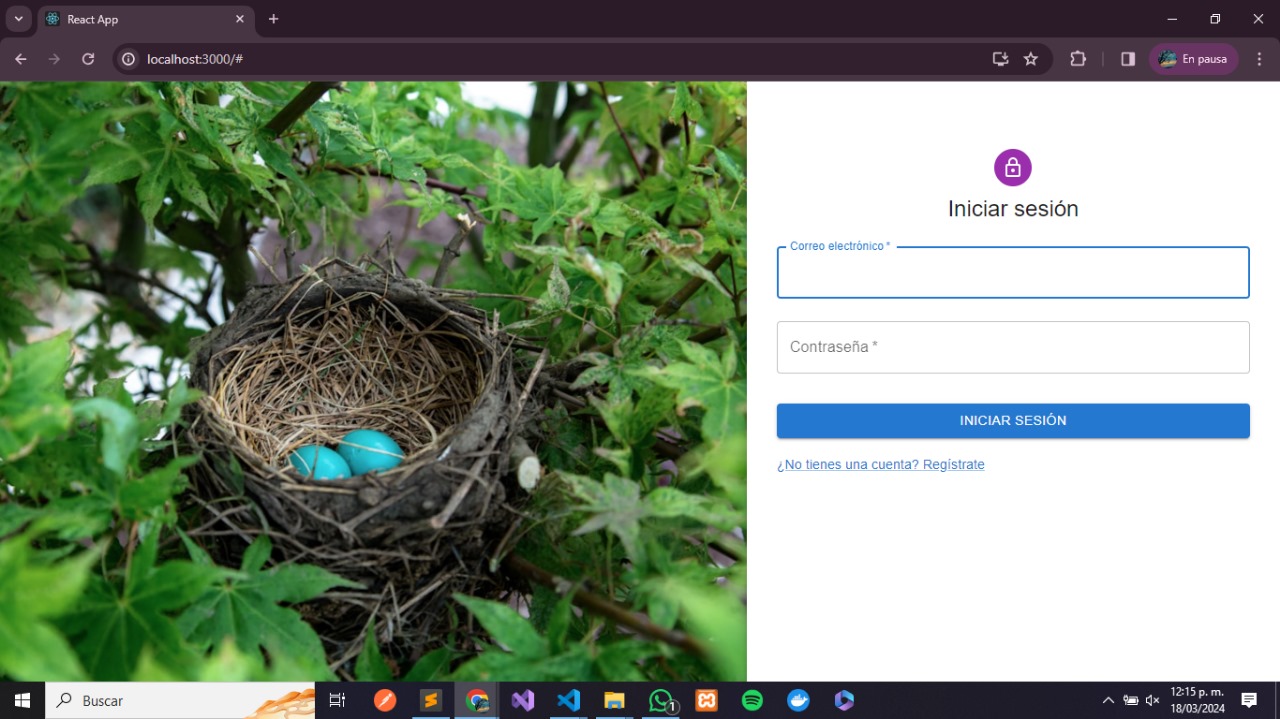 React App
localhost:3000/#
En pausa
Iniciar sesión
Correo electrónico *
Contraseña *
INICIAR SESIÓN
¿No tienes una cuenta? Regístrate
Buscar
1
12:15 p. m.
18/03/2024